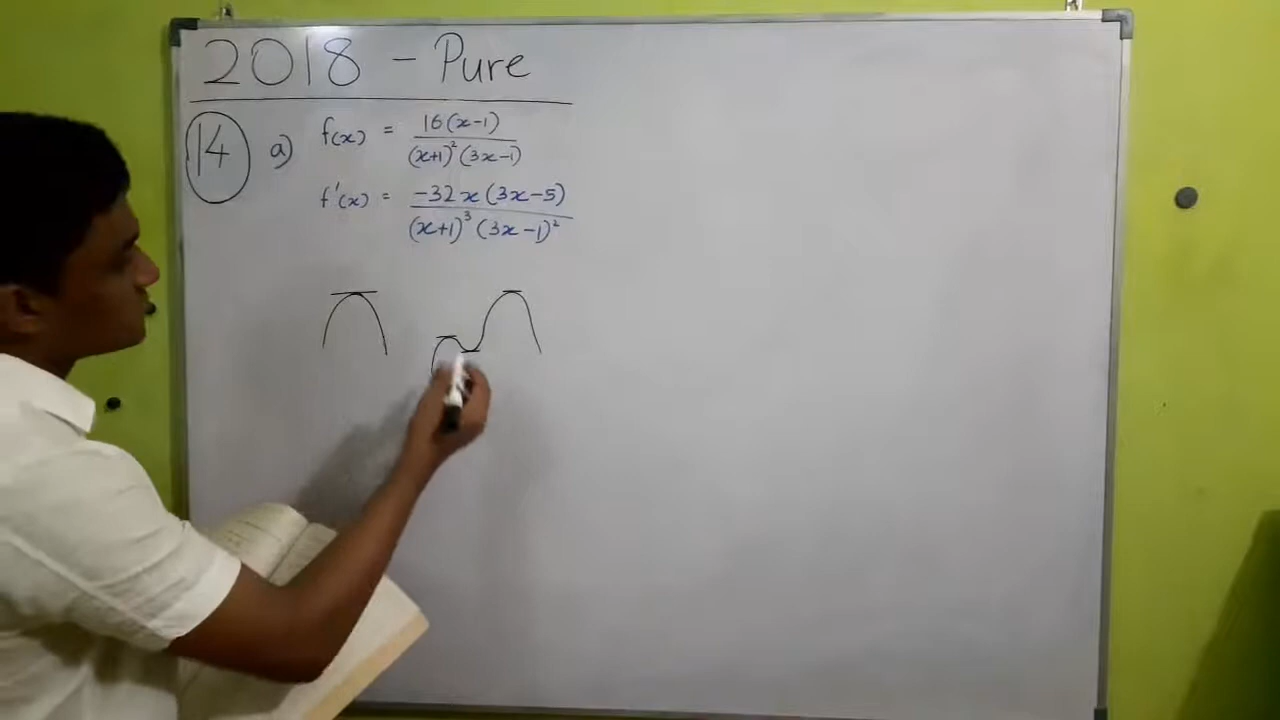 2018 - Pure
14 a) f(x) = 16(x-1) / (x+1)² (3x-1)
f'(x) = -32x(3x-5) / (x+1)³ (3x-1)²